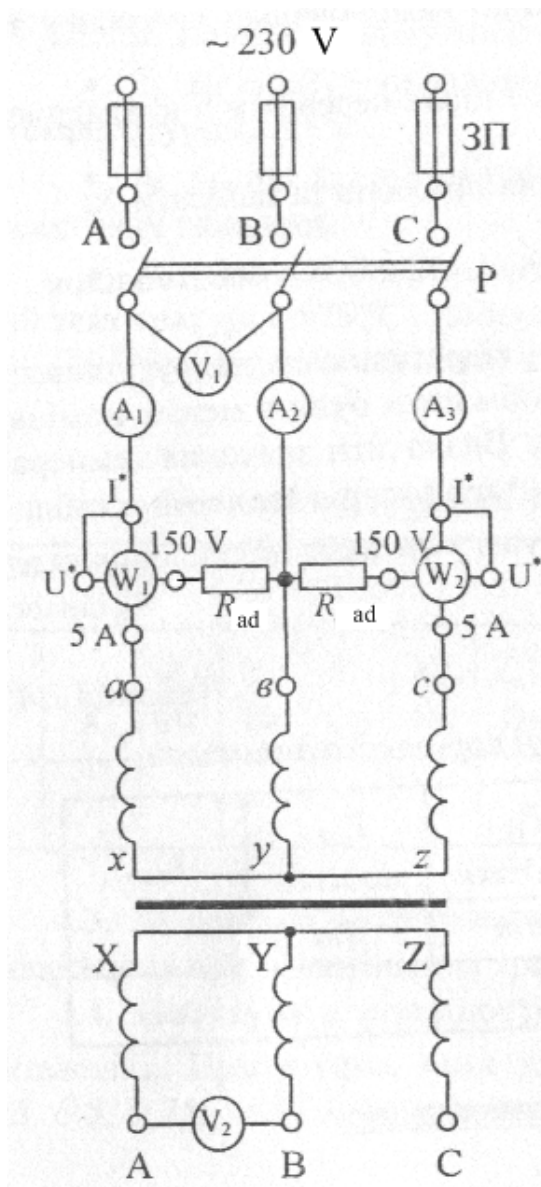 ~ 230 V
ЗП
A B C
P
V₁
A₁ A₂ A₃
I* I*
150 V 150 V
U* W₁ W₂ U*
R ad R ad
5 A 5 A
а в с
x y z
X Y Z
V₂
A B C